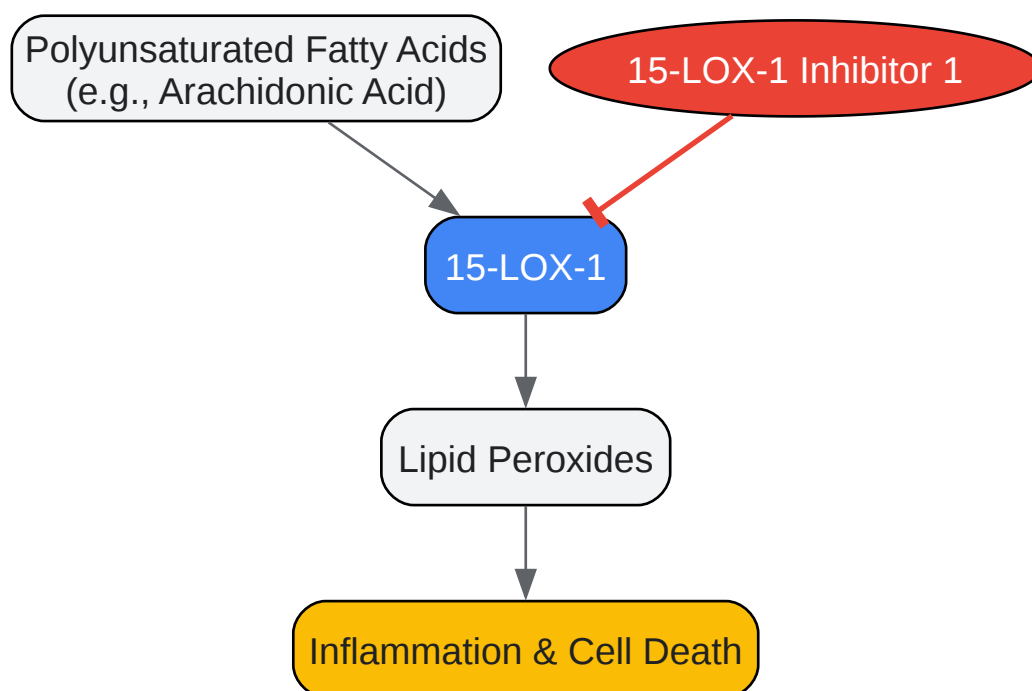 Polyunsaturated Fatty Acids
(e.g., Arachidonic Acid)
15-LOX-1 Inhibitor 1
15-LOX-1
Lipid Peroxides
Inflammation & Cell Death